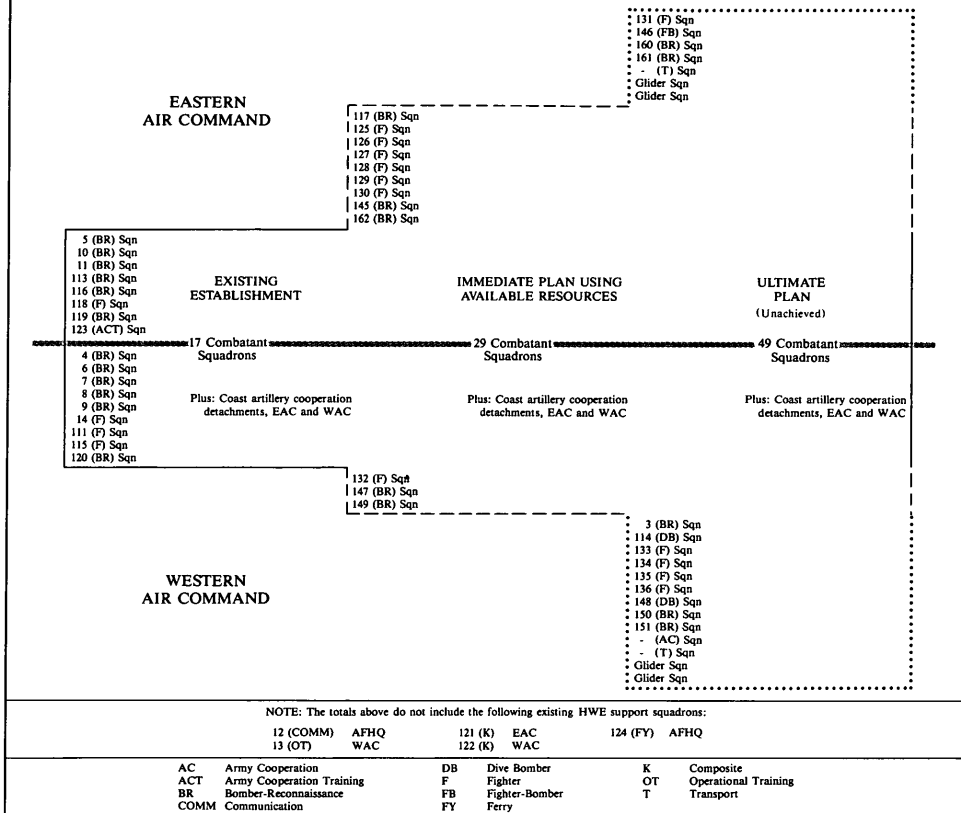 131 (F) Sqn
146 (FB) Sqn
160 (BR) Sqn
161 (BR) Sqn
- (T) Sqn
Glider Sqn
Glider Sqn
EASTERN
AIR COMMAND
117 (BR) Sqn
125 (F) Sqn
126 (F) Sqn
127 (F) Sqn
128 (F) Sqn
129 (F) Sqn
130 (F) Sqn
145 (BR) Sqn
162 (BR) Sqn
5 (BR) Sqn
10 (BR) Sqn
11 (BR) Sqn
113 (BR) Sqn
116 (BR) Sqn
118 (F) Sqn
119 (BR) Sqn
123 (ACT) Sqn
EXISTING
ESTABLISHMENT
IMMEDIATE PLAN USING
AVAILABLE RESOURCES
ULTIMATE
PLAN
(Unachieved)
17 Combatant
Squadrons
29 Combatant
Squadrons
49 Combatant
Squadrons
4 (BR) Sqn
6 (BR) Sqn
7 (BR) Sqn
8 (BR) Sqn
9 (BR) Sqn
14 (F) Sqn
111 (F) Sqn
115 (F) Sqn
120 (BR) Sqn
Plus: Coast artillery cooperation
detachments, EAC and WAC
Plus: Coast artillery cooperation
detachments, EAC and WAC
Plus: Coast artillery cooperation
detachments, EAC and WAC
132 (F) Sqn
147 (BR) Sqn
149 (BR) Sqn
3 (BR) Sqn
114 (DB) Sqn
133 (F) Sqn
134 (F) Sqn
135 (F) Sqn
136 (F) Sqn
148 (DB) Sqn
150 (BR) Sqn
151 (BR) Sqn
- (AC) Sqn
- (T) Sqn
Glider Sqn
Glider Sqn
WESTERN
AIR COMMAND
NOTE: The totals above do not include the following existing HWE support squadrons:
12 (COMM) AFHQ 121 (K) EAC 124 (FY) AFHQ
13 (OT) WAC 122 (K) WAC
AC Army Cooperation DB Dive Bomber K Composite
ACT Army Cooperation Training F Fighter OT Operational Training
BR Bomber-Reconnaissance FB Fighter-Bomber T Transport
COMM Communication FY Ferry